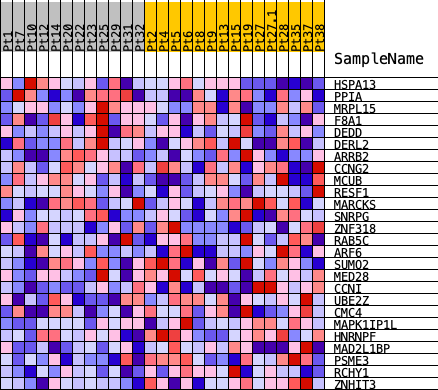 Pt1 Pt7 Pt10 Pt12 Pt14 Pt20 Pt22 Pt23 Pt25 Pt29 Pt31 Pt32 Pt2 Pt4 Pt5 Pt6 Pt8 Pt9 Pt13 Pt15 Pt19 Pt27 Pt27.1 Pt28 Pt35 Pt37 Pt38
SampleName
HSPA13
PPIA
MRPL15
F8A1
DEDD
DERL2
ARRB2
CCNG2
MCUB
RESF1
MARCKS
SNRPG
ZNF318
RAB5C
ARF6
SUMO2
MED28
CCNI
UBE2Z
CMC4
MAPK1IP1L
HNRNPF
MAD2L1BP
PSME3
RCHY1
ZNHIT3